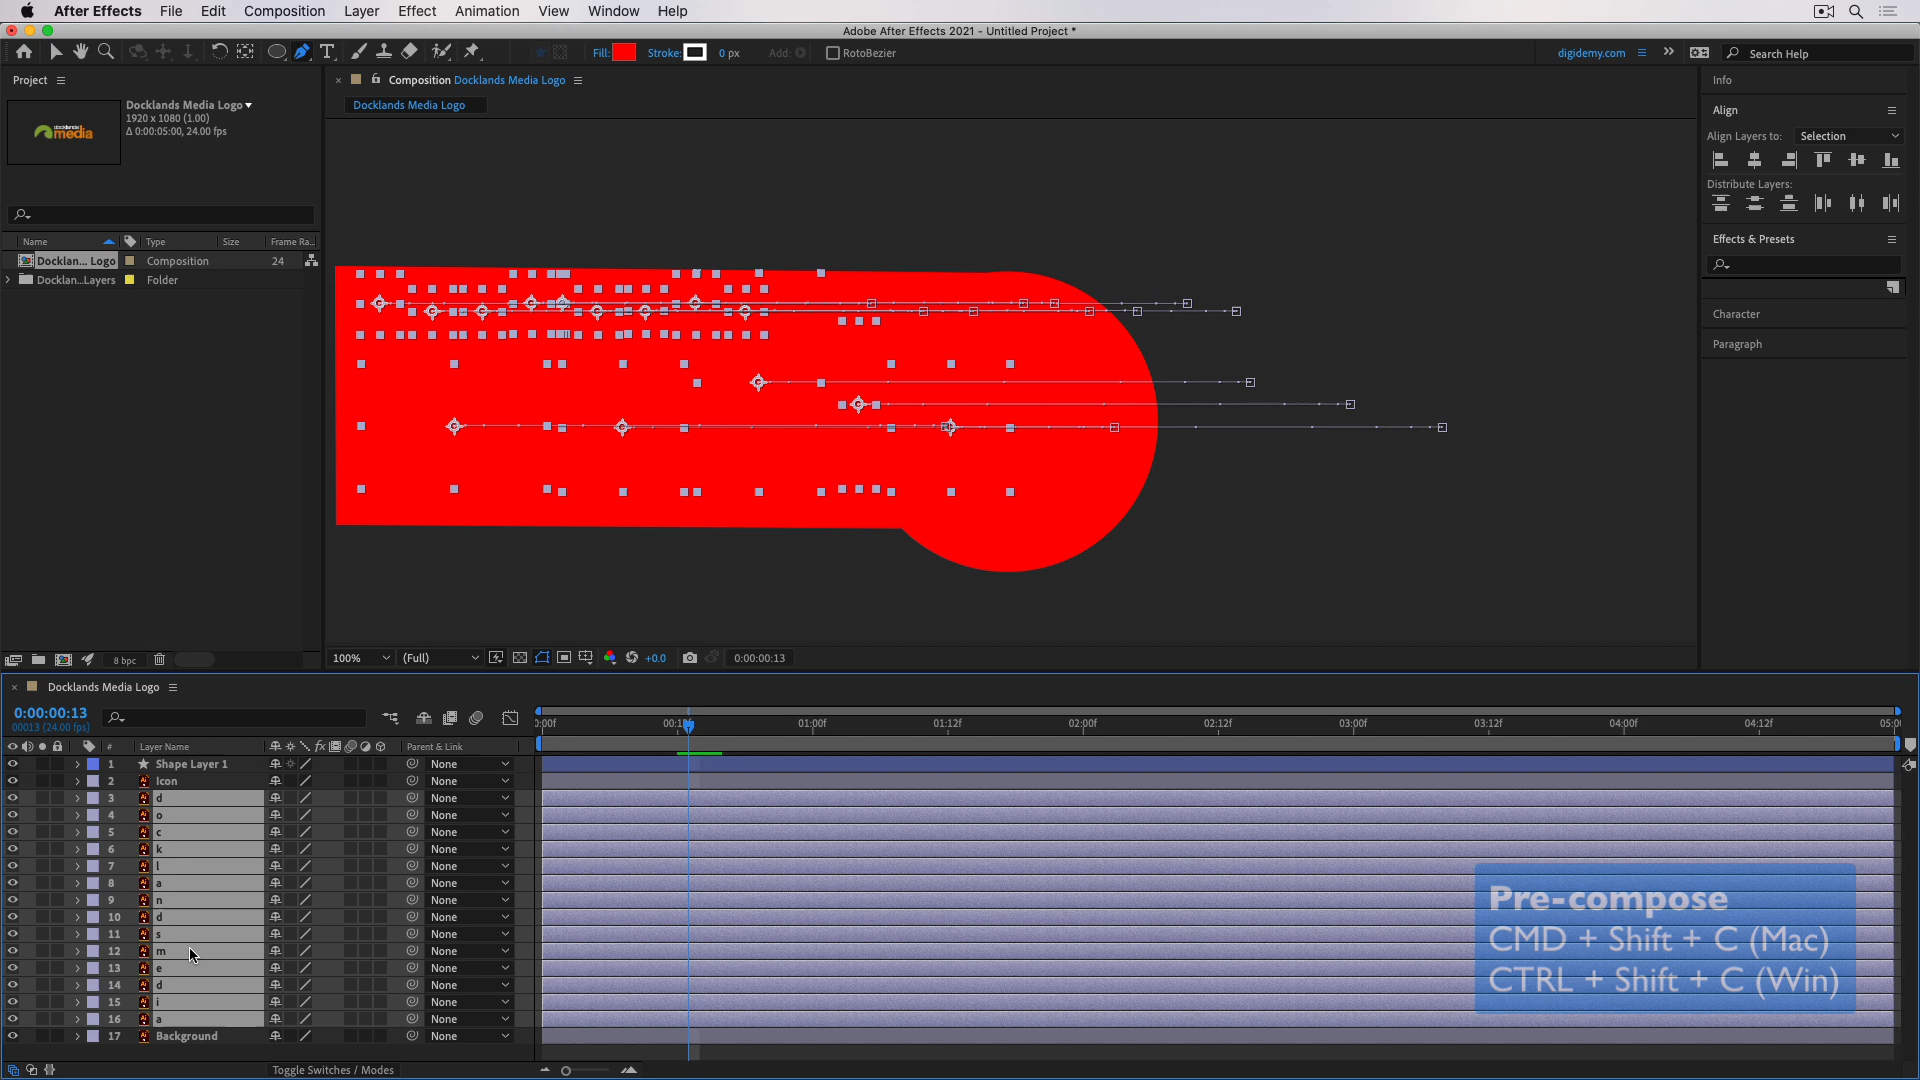 After Effects File Edit Composition Layer Effect Animation View Window Help
Adobe After Effects 2021 - Untitled Project *
Fill: Stroke: 0 px Add: RotoBezier digidemy.com Search Help
Project
Composition Docklands Media Logo
Docklands Media Logo
Docklands Media Logo
1920 x 1080 (1.00)
Δ 0:00:05:00, 24.00 fps
docklands
media
Name Type Size Frame Ra...
Docklan... Logo Composition 24
Docklan...Layers Folder
8 bpc
100% (Full) +0.0 0:00:00:13
Info
Align
Align Layers to: Selection
Distribute Layers:
Effects & Presets
Character
Paragraph
Docklands Media Logo
0:00:00:13
00013 (24.00 fps)
0:00f 00:1 01:00f 01:12f 02:00f 02:12f 03:00f 03:12f 04:00f 04:12f 05:0
# Layer Name fx Parent & Link
1 Shape Layer 1 None
2 Icon None
3 d None
4 o None
5 c None
6 k None
7 l None
8 a None
9 n None
10 d None
11 s None
12 m None
13 e None
14 d None
15 i None
16 a None
17 Background None
Toggle Switches / Modes
Pre-compose
CMD + Shift + C (Mac)
CTRL + Shift + C (Win)